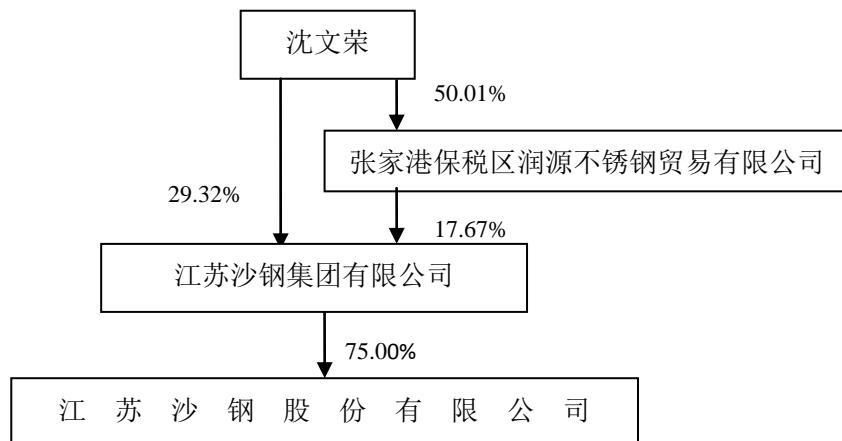 沈文荣
50.01%
张家港保税区润源不锈钢贸易有限公司
29.32%
17.67%
江苏沙钢集团有限公司
75.00%
江苏沙钢股份有限公司